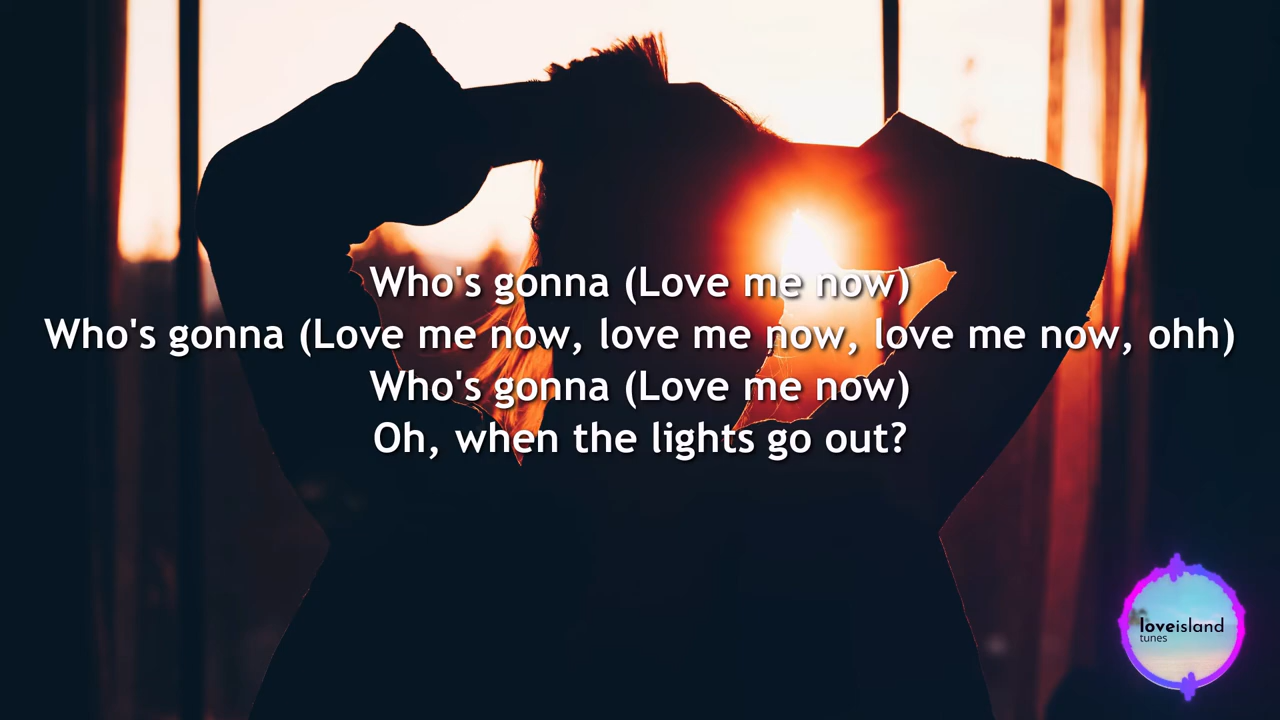 Who's gonna (Love me now)
Who's gonna (Love me now, love me now, love me now, ohh)
Who's gonna (Love me now)
Oh, when the lights go out?
loveisland
tunes